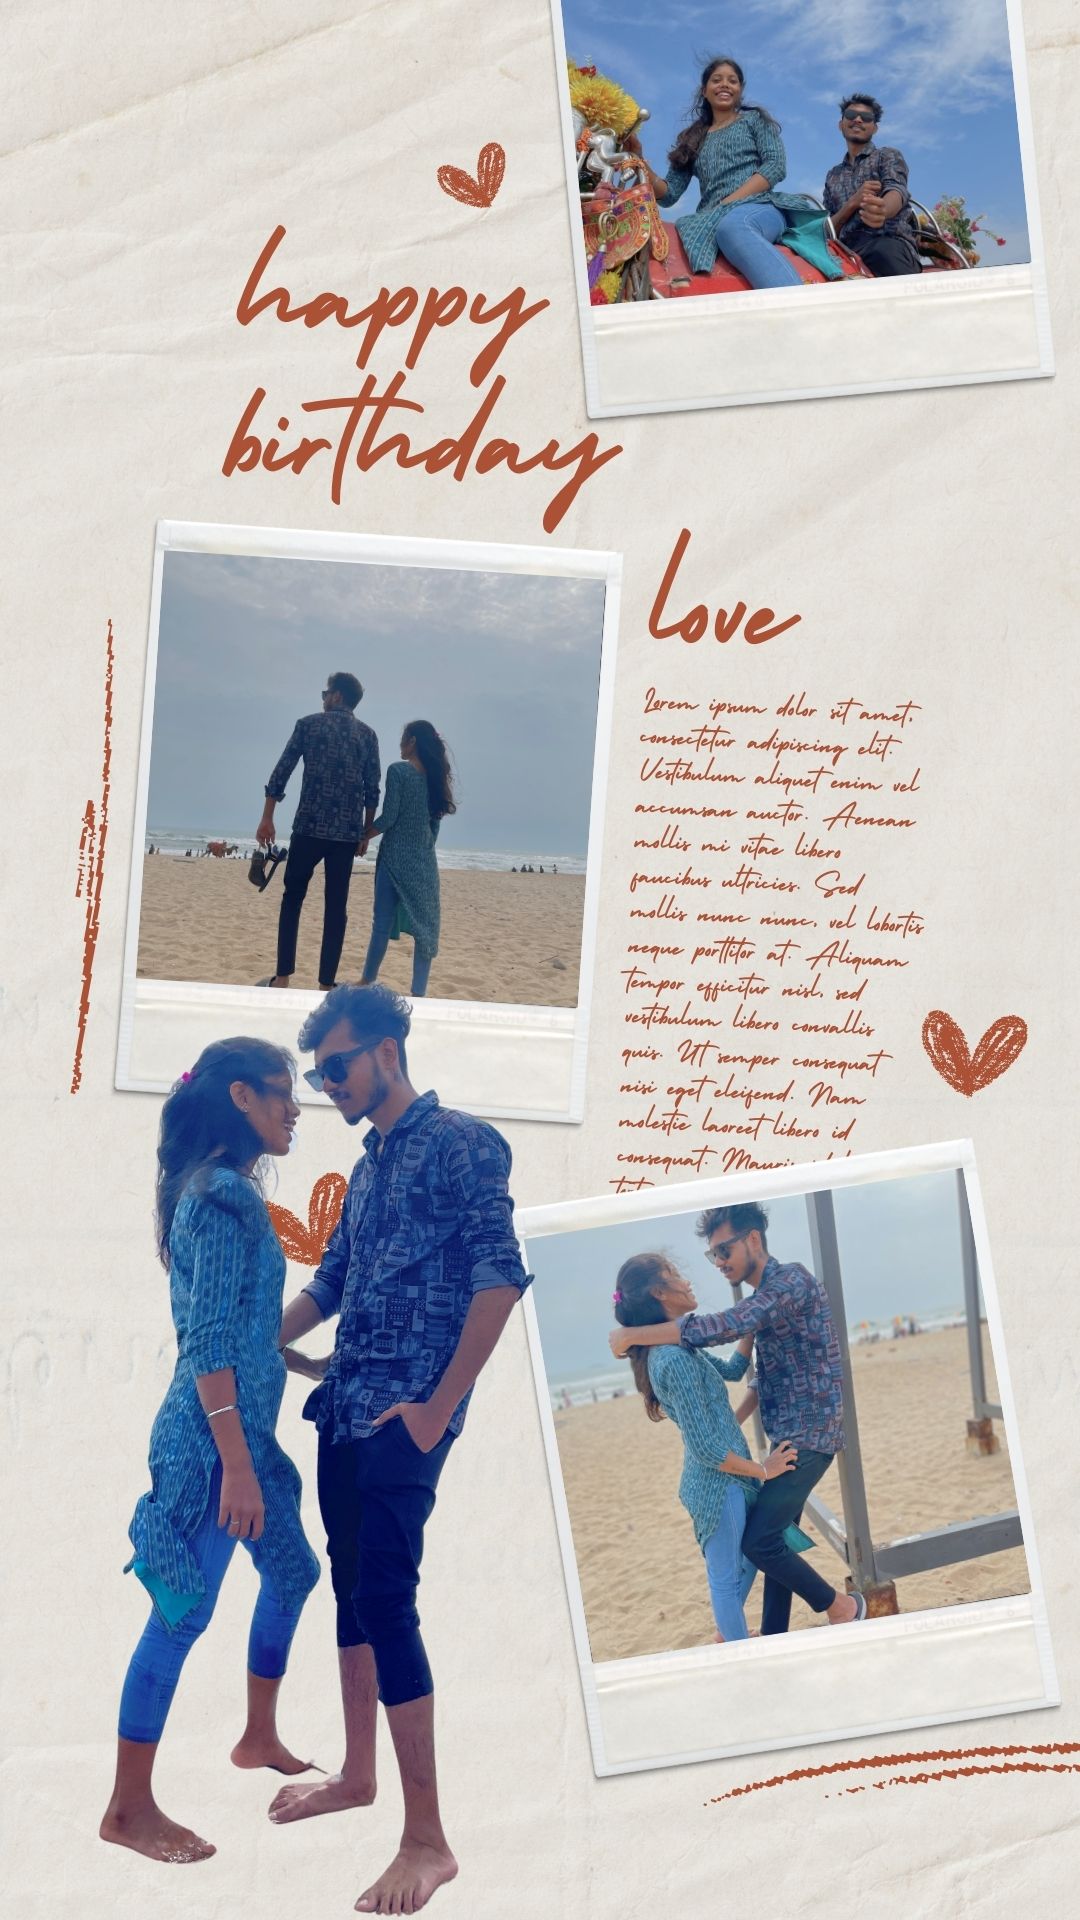 happy
birthday
love
Lorem ipsum dolor sit amet,
consectetur adipiscing elit.
Vestibulum aliquet enim vel
accumsan auctor. Aenean
mollis mi vitae libero
faucibus ultricies. Sed
mollis nunc nunc, vel lobortis
neque porttitor at. Aliquam
tempor efficitur nisl, sed
vestibulum libero convallis
quis. Ut semper consequat
nisi eget eleifend. Nam
molestie laoreet libero id
consequat. Mauris